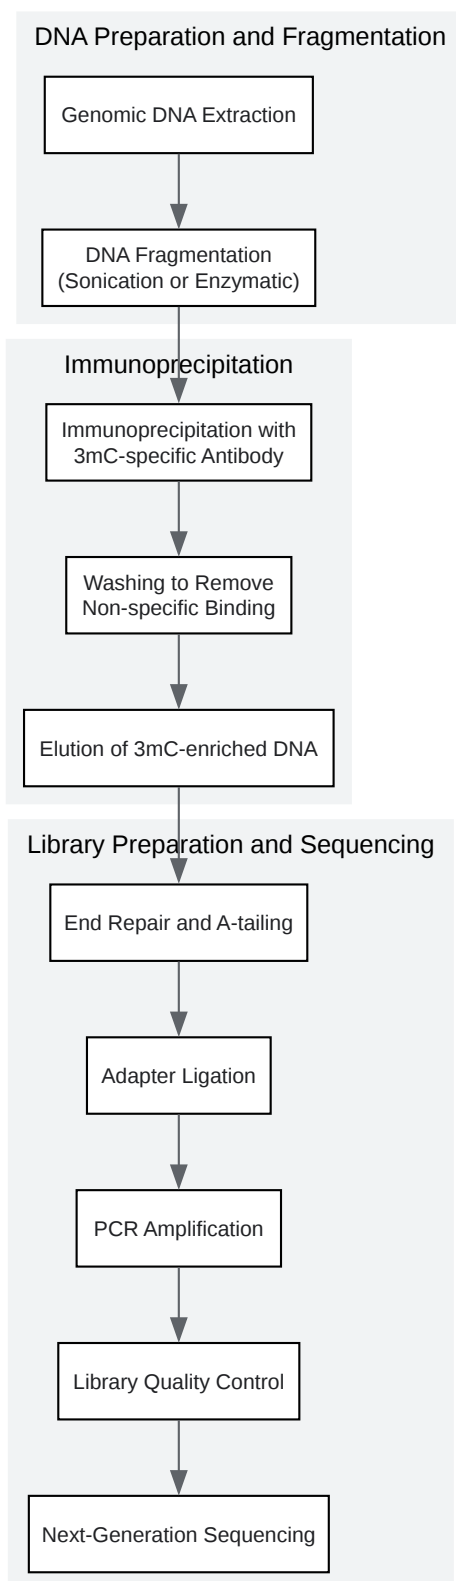 DNA Preparation and Fragmentation
Genomic DNA Extraction
DNA Fragmentation
(Sonication or Enzymatic)
Immunoprecipitation
Immunoprecipitation with
3mC-specific Antibody
Washing to Remove
Non-specific Binding
Elution of 3mC-enriched DNA
Library Preparation and Sequencing
End Repair and A-tailing
Adapter Ligation
PCR Amplification
Library Quality Control
Next-Generation Sequencing